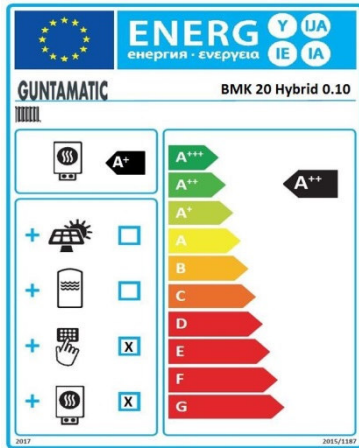 ENERG Y UA
енергия · ενεργεια IE IA
GUNTAMATIC BMK 20 Hybrid 0.10
A+
A+++
A++ A++
A+
A
B
C
D
E
F
G
+
+
+ X
+ X
2017 2015/1187